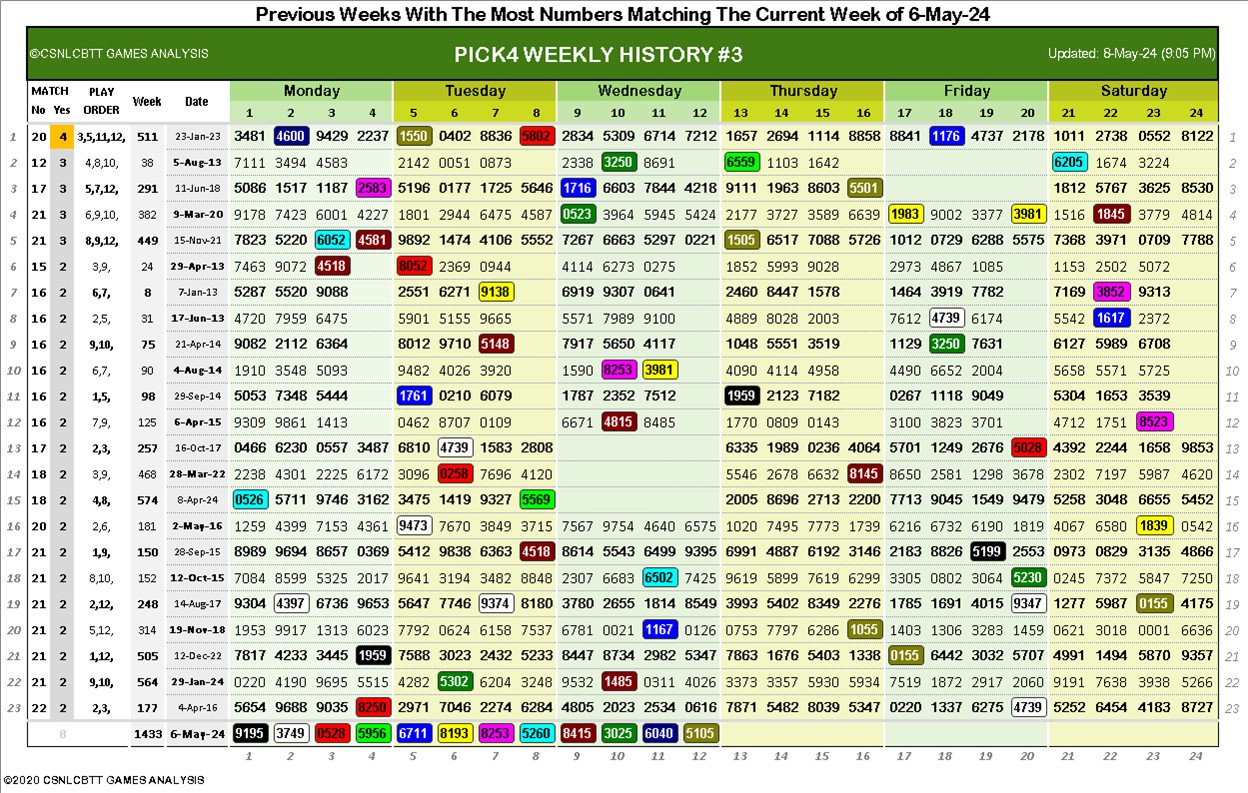 Previous Weeks With The Most Numbers Matching The Current Week of 6-May-24
©CSNLCBTT GAMES ANALYSIS PICK4 WEEKLY HISTORY #3 Updated: 8-May-24 (9:05 PM)
MATCH PLAY Week Date Monday Tuesday Wednesday Thursday Friday Saturday
No Yes ORDER 1 2 3 4 5 6 7 8 9 10 11 12 13 14 15 16 17 18 19 20 21 22 23 24
1 20 4 3,5,11,12, 511 23-Jan-23 3481 4600 9429 2237 1550 0402 8836 5802 2834 5309 6714 7212 1657 2694 1114 8858 8841 1176 4737 2178 1011 2738 0552 8122 1
2 12 3 4,8,10, 38 5-Aug-13 7111 3494 4583 2142 0051 0873 2338 3250 8691 6559 1103 1642 6205 1674 3224 2
3 17 3 5,7,12, 291 11-Jun-18 5086 1517 1187 2583 5196 0177 1725 5646 1716 6603 7844 4218 9111 1963 8603 5501 1812 5767 3625 8530 3
4 21 3 6,9,10, 382 9-Mar-20 9178 7423 6001 4227 1801 2944 6475 4587 0523 3964 5945 5424 2177 3727 3589 6639 1983 9002 3377 3981 1516 1845 3779 4814 4
5 21 3 8,9,12, 449 15-Nov-21 7823 5220 6052 4581 9892 1474 4106 5552 7267 6663 5297 0221 1505 6517 7088 5726 1012 0729 6288 5575 7368 3971 0709 7788 5
6 15 2 3,9, 24 29-Apr-13 7463 9072 4518 8052 2369 0944 4114 6273 0275 1852 5993 9028 2973 4867 1085 1153 2502 5072 6
7 16 2 6,7, 8 7-Jan-13 5287 5520 9088 2551 6271 9138 6919 9307 0641 2460 8447 1578 1464 3919 7782 7169 3852 9313 7
8 16 2 2,5, 31 17-Jun-13 4720 7959 6475 5901 5155 9665 5571 7989 9100 4889 8028 2003 7612 4739 6174 5542 1617 2372 8
9 16 2 9,10, 75 21-Apr-14 9082 2112 6364 8012 9710 5148 7917 5650 4117 1048 5551 3519 1129 3250 7631 6127 5989 6708 9
10 16 2 6,7, 90 4-Aug-14 1910 3548 5093 9482 4026 3920 1590 8253 3981 4090 4114 4958 4490 6652 2004 5658 5571 5725 10
11 16 2 1,5, 98 29-Sep-14 5053 7348 5444 1761 0210 6079 1787 2352 7512 1959 2123 7182 0267 1118 9049 5304 1653 3539 11
12 16 2 7,9, 125 6-Apr-15 9309 9861 1413 0462 8707 0109 6671 4815 8485 1770 0809 0143 3100 3823 3701 4712 1751 8523 12
13 17 2 2,3, 257 16-Oct-17 0466 6230 0557 3487 6810 4739 1583 2808 6335 1989 0236 4064 5701 1249 2676 5028 4392 2244 1658 9853 13
14 18 2 3,9, 468 28-Mar-22 2238 4301 2225 6172 3096 0258 7696 4120 5546 2678 6632 8145 8650 2581 1298 3678 2302 7197 5987 4620 14
15 18 2 4,8, 574 8-Apr-24 0526 5711 9746 3162 3475 1419 9327 5569 2005 8696 2713 2200 7713 9045 1549 9479 5258 3048 6655 5452 15
16 20 2 2,6, 181 2-May-16 1259 4399 7153 4361 9473 7670 3849 3715 7567 9754 4640 6575 1020 7495 7773 1739 6216 6732 6190 1819 4067 6580 1839 0542 16
17 21 2 1,9, 150 28-Sep-15 8989 9694 8657 0369 5412 9838 6363 4518 8614 5543 6499 9395 6991 4887 6192 3146 2183 8826 5199 2553 0973 0829 3135 4866 17
18 21 2 8,10, 152 12-Oct-15 7084 8599 5325 2017 9641 3194 3482 8848 2307 6683 6502 7425 9619 5899 7619 6299 3305 0802 3064 5230 0245 7372 5847 7250 18
19 21 2 2,12, 248 14-Aug-17 9304 4397 6736 9653 5647 7746 9374 8180 3780 2655 1814 8549 3993 5402 8349 2276 1785 1691 4015 9347 1277 5987 0155 4175 19
20 21 2 5,12, 314 19-Nov-18 1953 9917 1313 6023 7792 0624 6158 7537 6781 0021 1167 0126 0753 7797 6286 1055 1403 1306 3283 1459 0621 3018 0001 6636 20
21 21 2 1,12, 505 12-Dec-22 7817 4233 3445 1959 7588 3023 2432 5233 8447 8734 2982 5347 7863 1676 5403 1338 0155 6442 3032 5707 4991 1494 5870 9357 21
22 21 2 9,10, 564 29-Jan-24 0220 4190 9695 5515 4282 5302 6204 3248 9532 1485 0311 4026 3373 3357 5930 5934 7519 1872 2917 2060 9191 7638 3938 5266 22
23 22 2 2,3, 177 4-Apr-16 5654 9688 9035 8250 2971 7046 2274 6284 4805 2023 2534 0616 7871 5482 8039 5347 0220 1337 6275 4739 5252 6454 4183 8727 23
8 1433 6-May-24 9195 3749 0528 5956 6711 8193 8253 5260 8415 3025 6040 5105
1 2 3 4 5 6 7 8 9 10 11 12 13 14 15 16 17 18 19 20 21 22 23 24
©2020 CSNLCBTT GAMES ANALYSIS